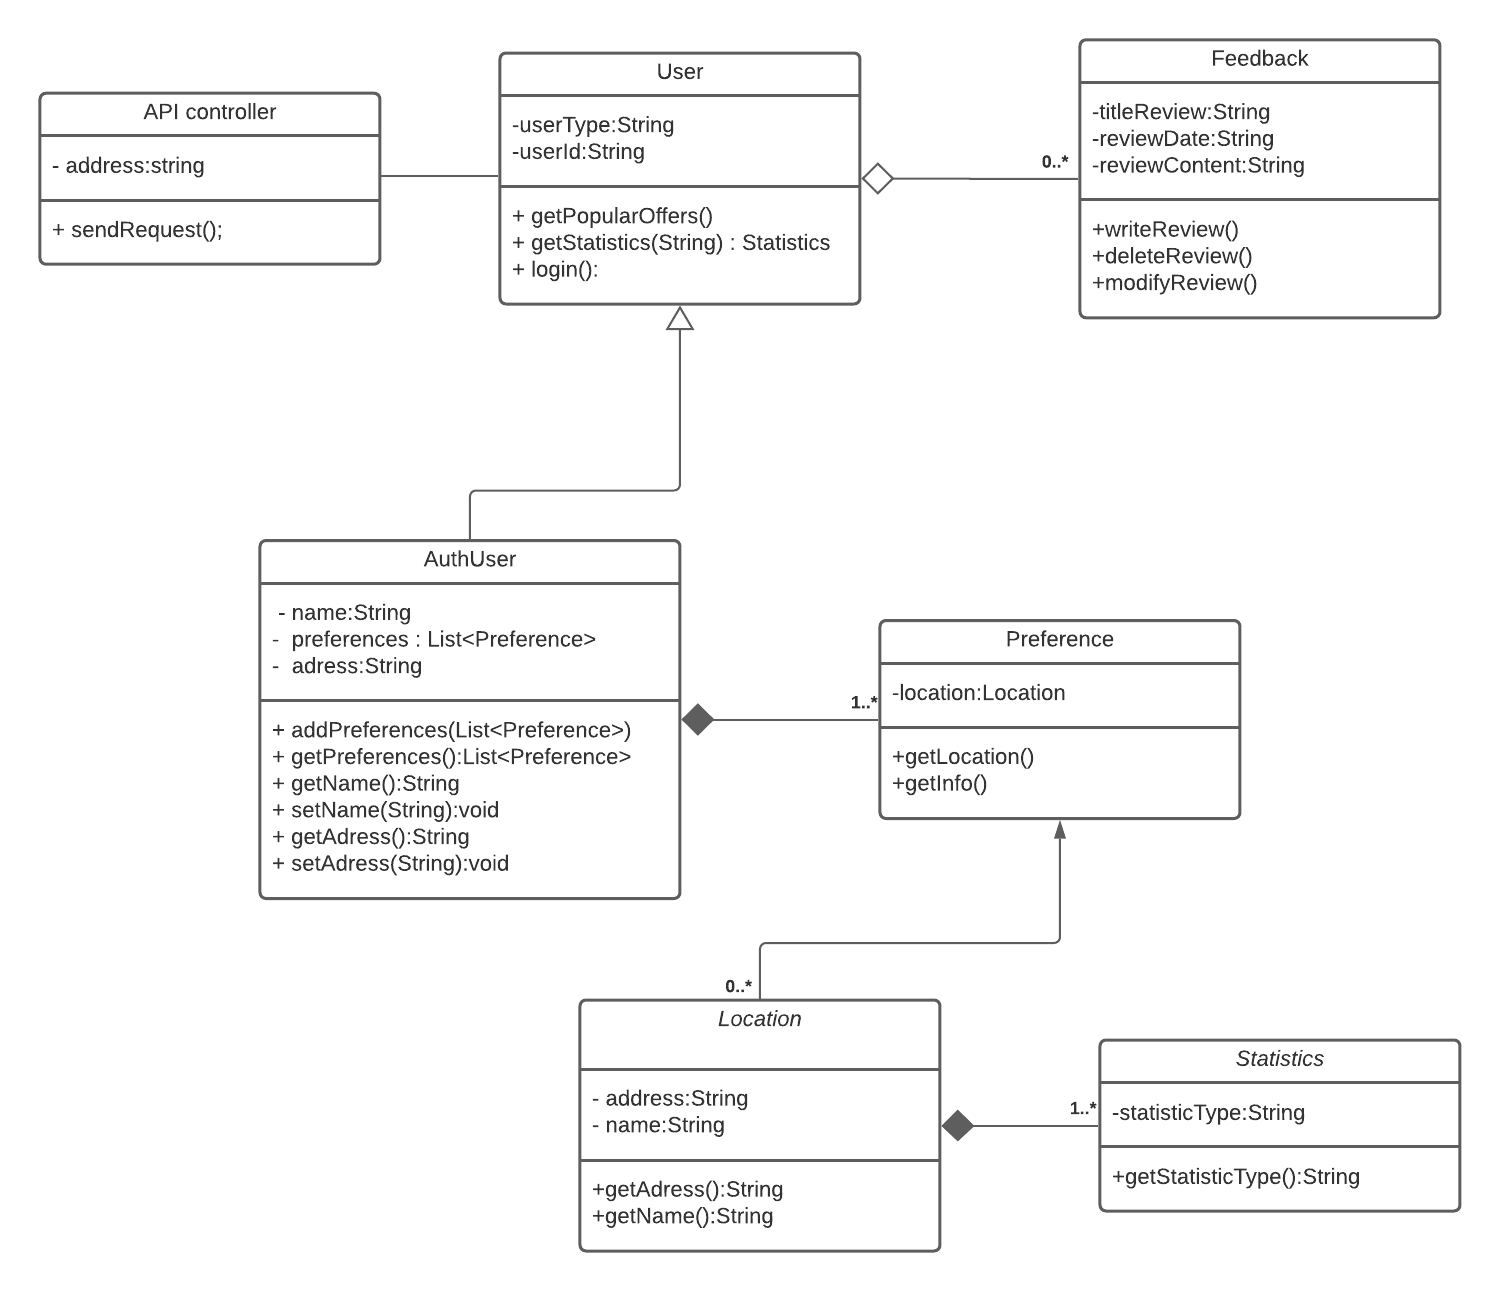 API controller
- address:string
+ sendRequest();
User
-userType:String
-userId:String
+ getPopularOffers()
+ getStatistics(String) : Statistics
+ login():
0..*
Feedback
-titleReview:String
-reviewDate:String
-reviewContent:String
+writeReview()
+deleteReview()
+modifyReview()
AuthUser
- name:String
- preferences : List<Preference>
- adress:String
+ addPreferences(List<Preference>)
+ getPreferences():List<Preference>
+ getName():String
+ setName(String):void
+ getAdress():String
+ setAdress(String):void
1..*
Preference
-location:Location
+getLocation()
+getInfo()
0..*
Location
- address:String
- name:String
+getAdress():String
+getName():String
1..*
Statistics
-statisticType:String
+getStatisticType():String